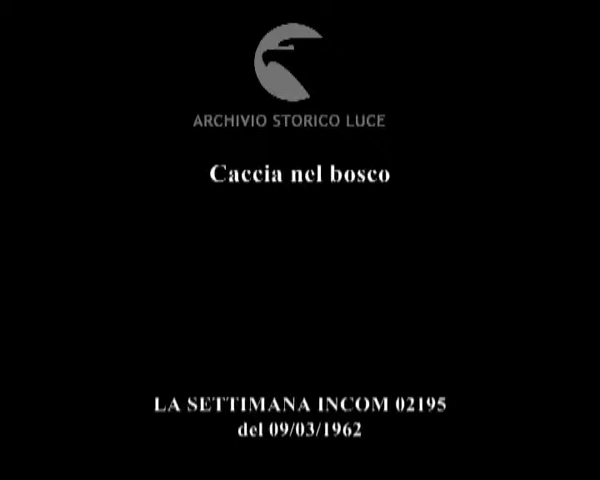 ARCHIVIO STORICO LUCE
Caccia nel bosco
LA SETTIMANA INCOM 02195
del 09/03/1962